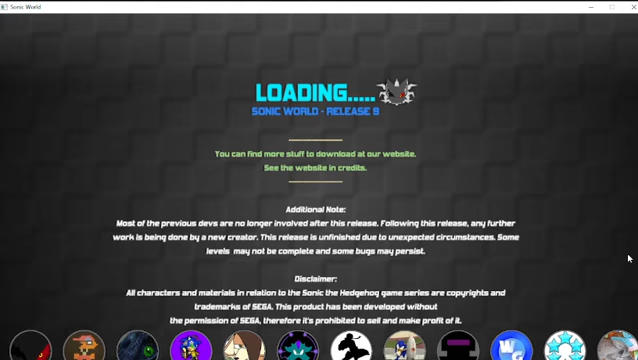 Sonic World
LOADING.....
SONIC WORLD - RELEASE 9
You can find more stuff to download at our website.
See the website in credits.
Additional Note:
Most of the previous devs are no longer involved after this release. Following this release, any further
work is being done by a new creator. This release is unfinished due to unexpected circumstances. Some
levels may not be complete and some bugs may persist.
Disclaimer:
All characters and materials in relation to the Sonic the Hedgehog game series are copyrights and
trademarks of SEGA. This product has been developed without
the permission of SEGA, therefore it's prohibited to sell and make profit of it.